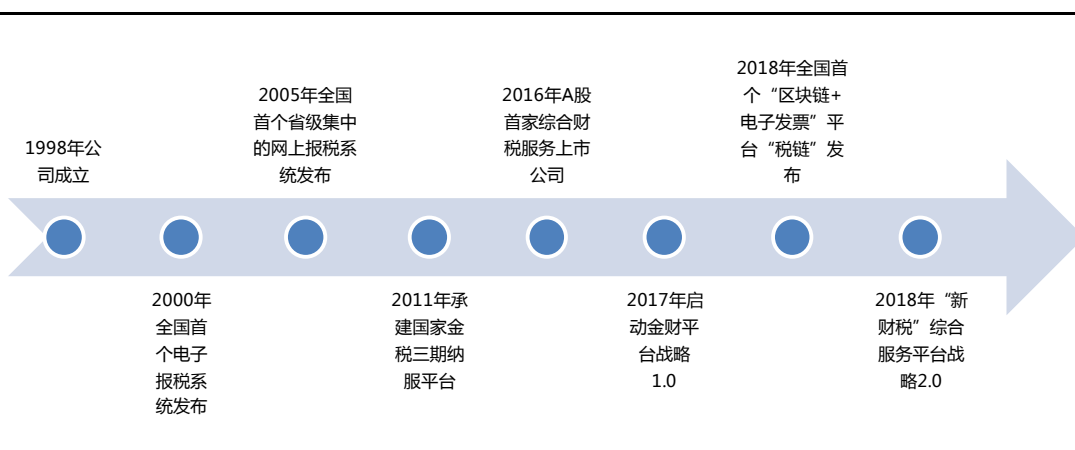 1998年公
司成立
2000年
全国首
个电子
报税系
统发布
2005年全国
首个省级集中
的网上报税系
统发布
2011年承
建国家金
税三期纳
服平台
2016年A股
首家综合财
税服务上市
公司
2017年启
动金财平
台战略
1.0
2018年全国首
个“区块链+
电子发票”平
台“税链”发
布
2018年“新
财税”综合
服务平台战
略2.0